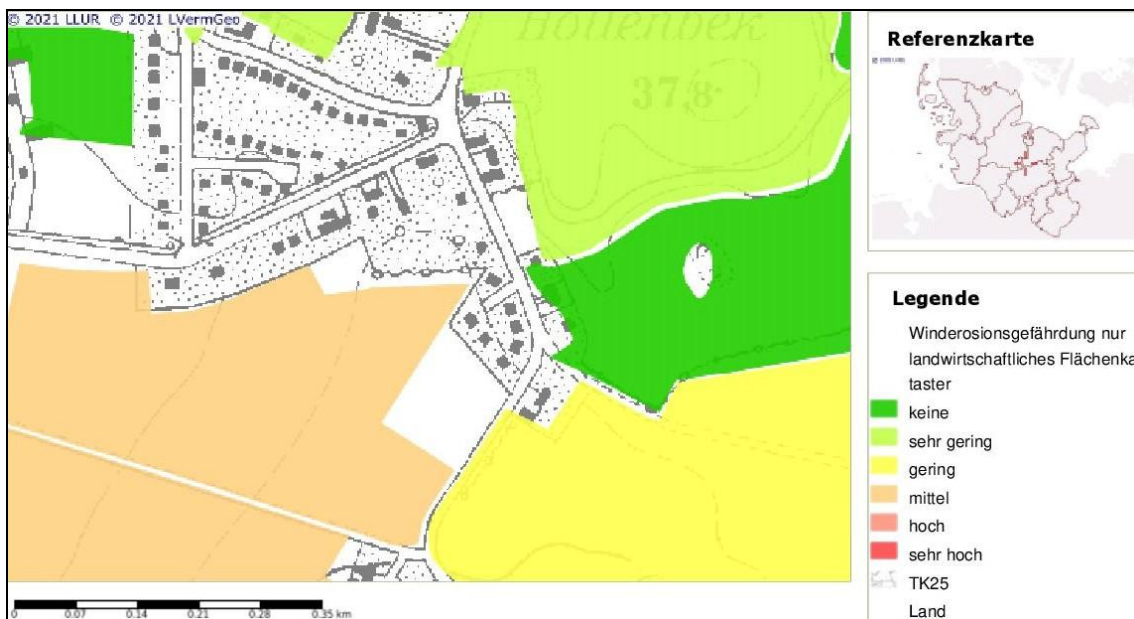 © 2021 LLUR © 2021 LVermGeo
Hohenbek
37,8
0
0.07
0.14
0.21
0.28
0.35 km
Referenzkarte
Legende
Winderosionsgefährdung nur
landwirtschaftliches Flächenka
taster
keine
sehr gering
gering
mittel
hoch
sehr hoch
TK25
Land